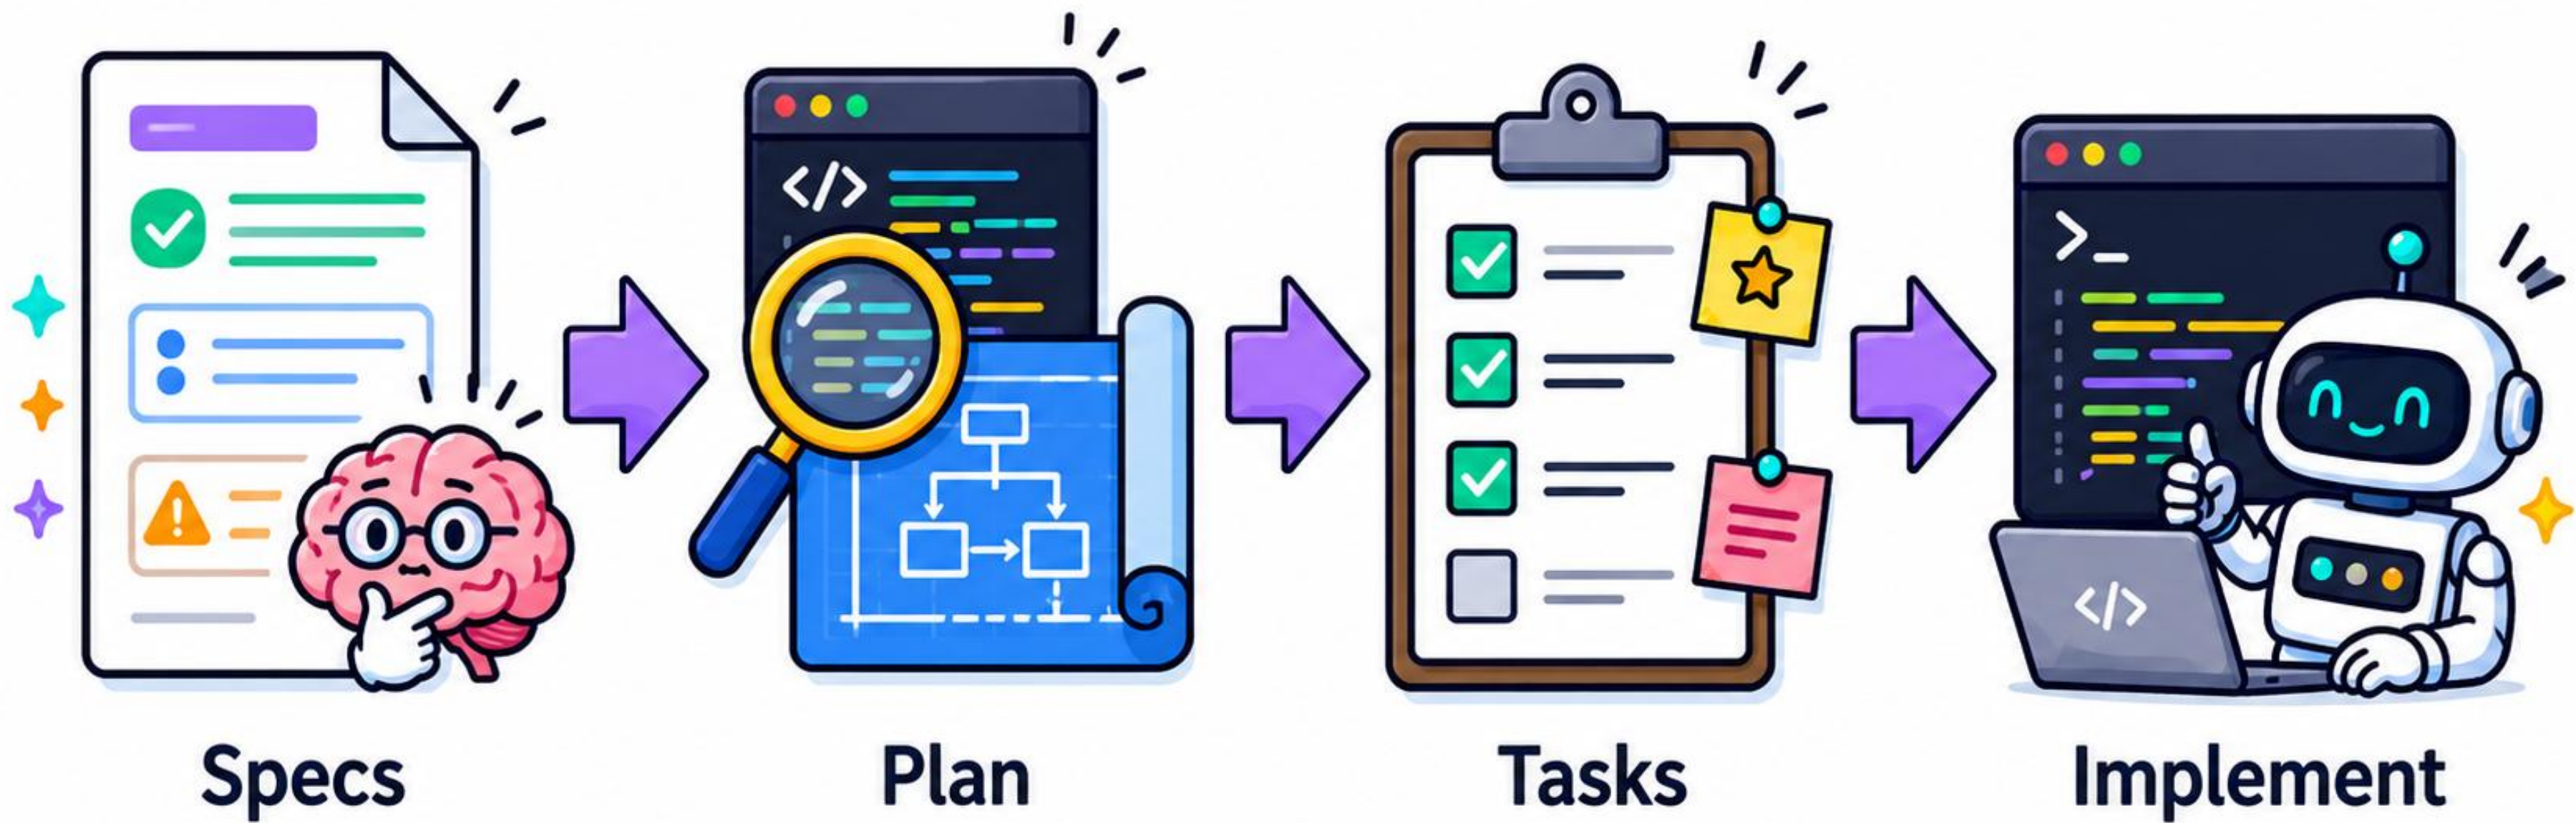 </>
>_
</>
Specs
Plan
Tasks
Implement